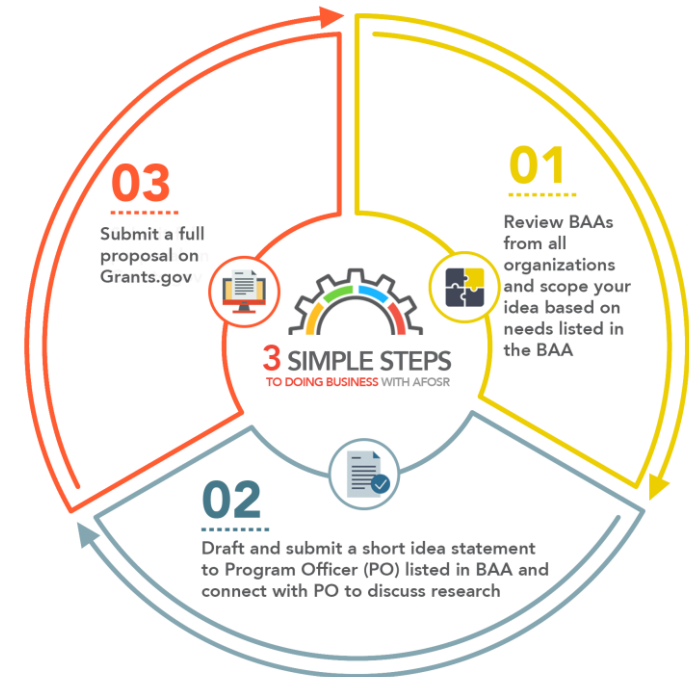 3 SIMPLE STEPS
TO DOING BUSINESS WITH AFOSR
01
Review BAAs
from all
organizations
and scope your
idea based on
needs listed in
the BAA
02
Draft and submit a short idea statement
to Program Officer (PO) listed in BAA and
connect with PO to discuss research
03
Submit a full
proposal on
Grants.gov